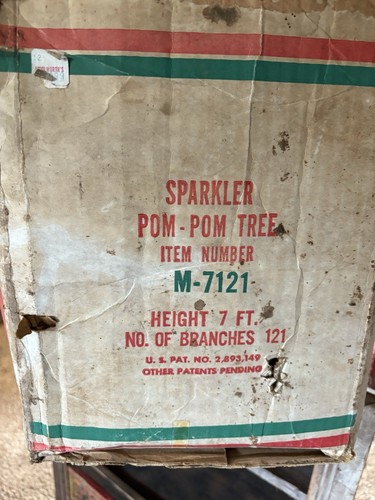 SPARKLER
POM-POM TREE
ITEM NUMBER
M-7121
HEIGHT 7 FT.
NO. OF BRANCHES 121
U. S. PAT. NO. 2,893,149
OTHER PATENTS PENDING